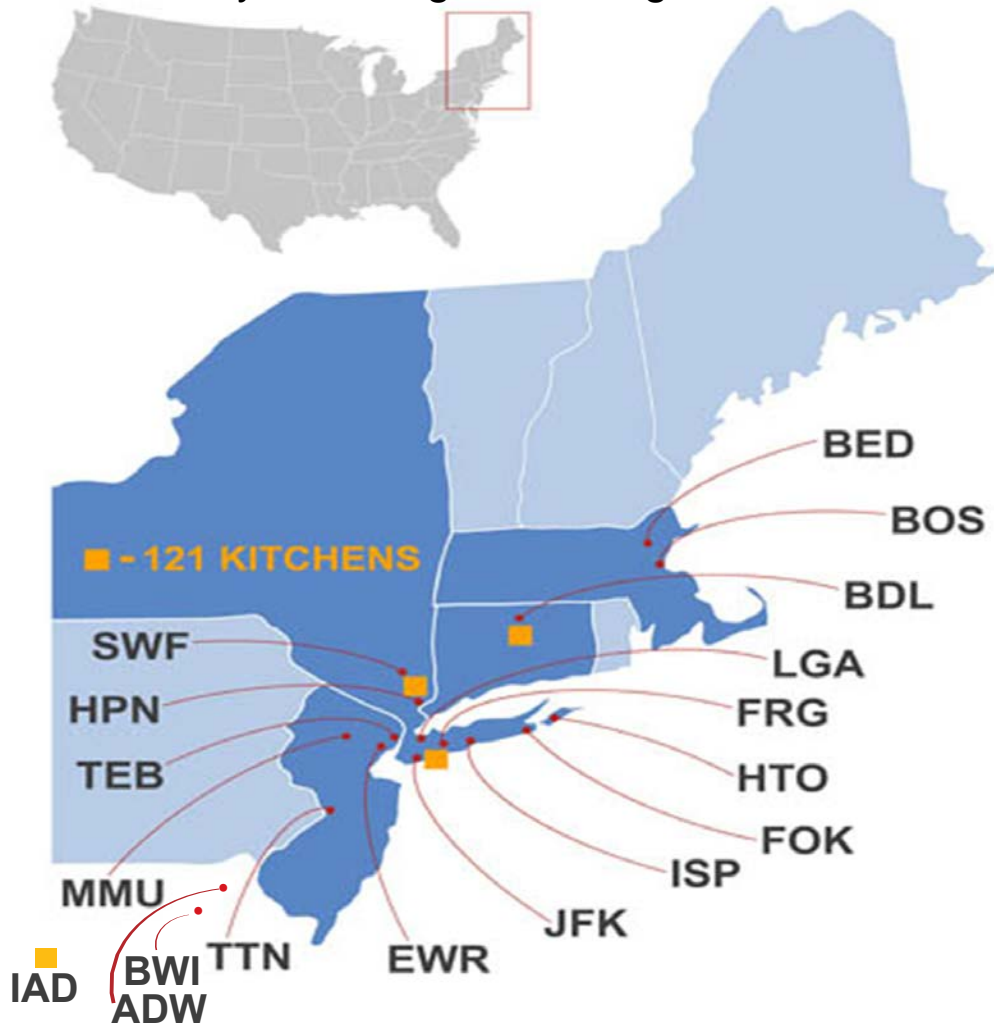 BED
BOS
- 121 KITCHENS
BDL
SWF
LGA
HPN
FRG
TEB
HTO
FOK
ISP
MMU
JFK
TTN
EWR
BWI
IAD
ADW